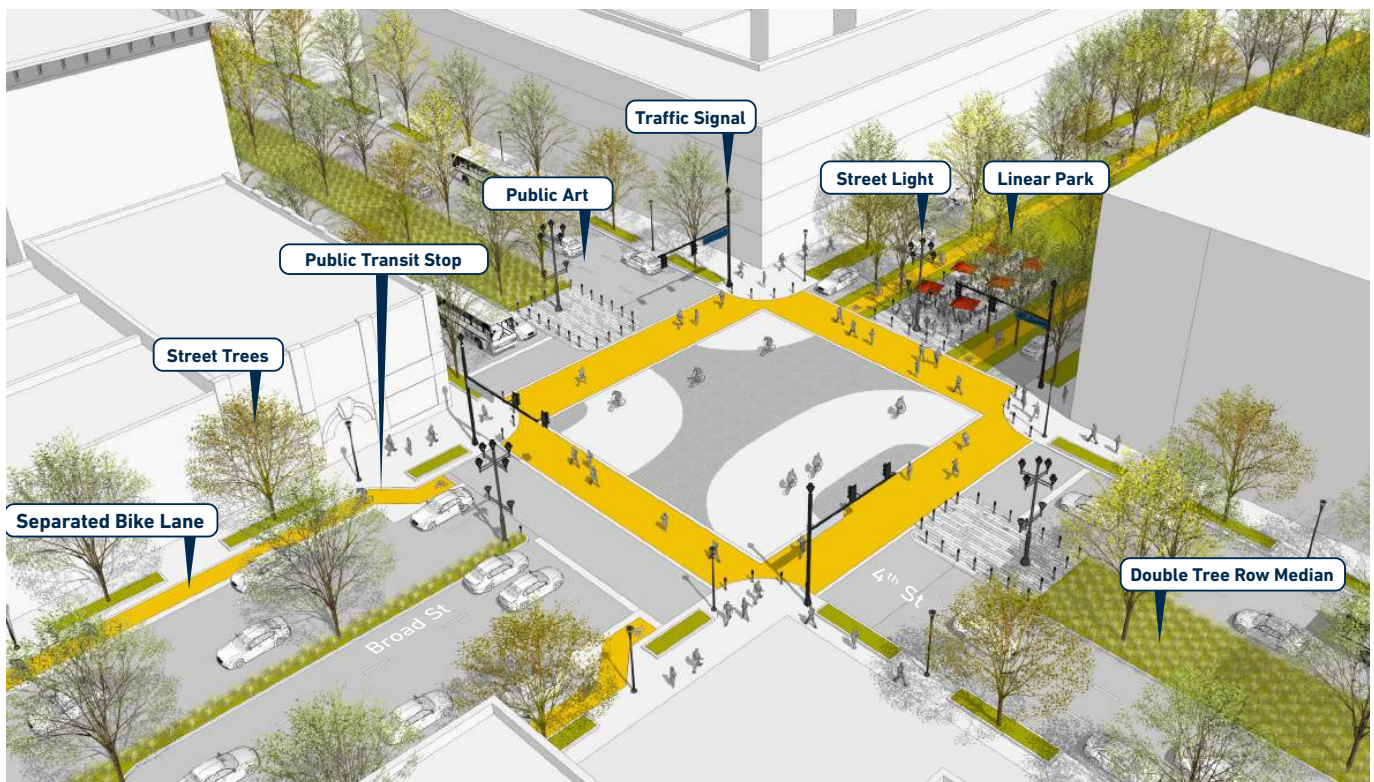 Traffic Signal
Street Light
Linear Park
Public Art
Public Transit Stop
Street Trees
Separated Bike Lane
Double Tree Row Median
4th St
Broad St